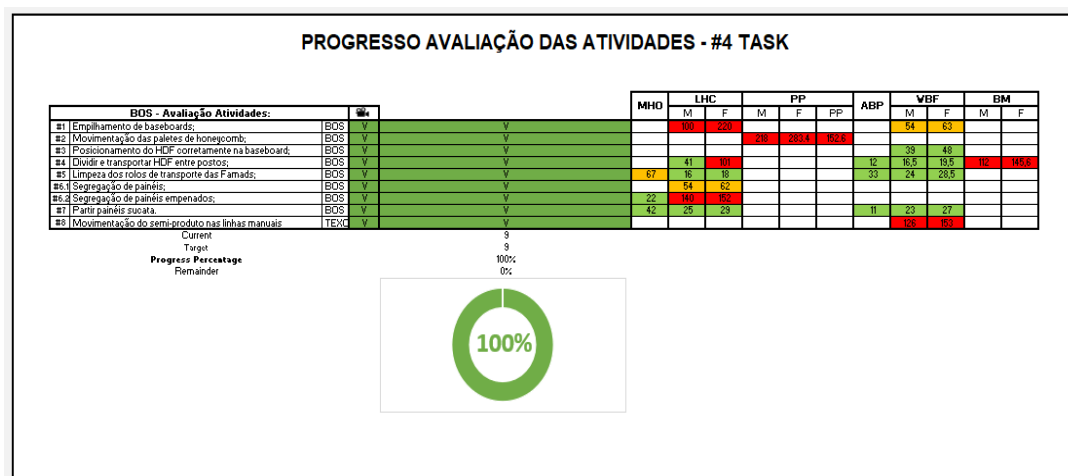 PROGRESSO AVALIAÇÃO DAS ATIVIDADES - #4 TASK
MHO LHC PP ABP WBF BM
BOS - Avaliação Atividades: M F M F PP M F M F
#1 Empilhamento de baseboards; BOS V V 100 220 54 63
#2 Movimentação das paletes de honeycomb; BOS V V 218 283,4 152,6
#3 Posicionamento do HDF corretamente na baseboard; BOS V V 39 48
#4 Dividir e transportar HDF entre postos; BOS V V 41 101 12 16,5 19,5 112 145,6
#5 Limpeza dos rolos de transporte das Famads; BOS V V 67 16 18 33 24 28,5
#6.1 Segregação de painéis; BOS V V 54 62
#6.2 Segregação de painéis empenados; BOS V V 22 140 152
#7 Partir painéis sucata. BOS V V 42 25 29 11 23 27
#8 Movimentação do semi-produto nas linhas manuais V V 126 153
Current 9
Target 9
Progress Percentage 100%
Remainder 0%
100%